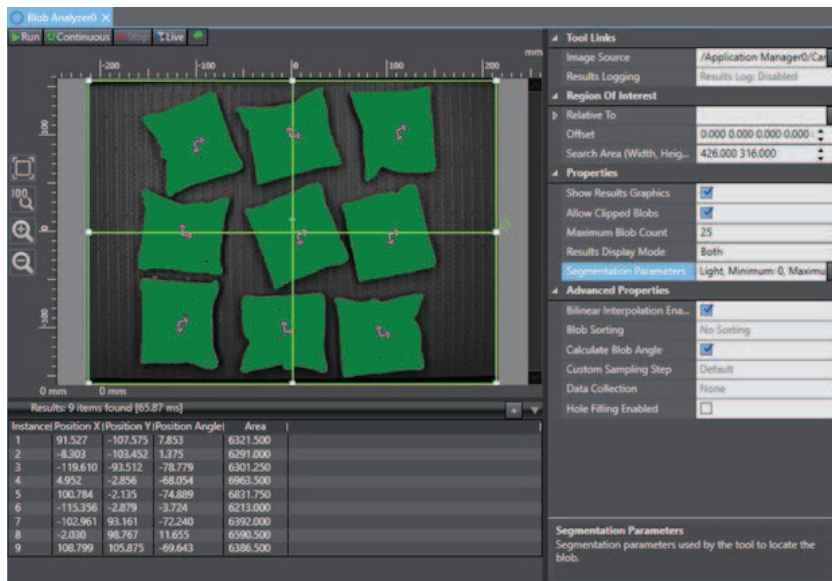 Blob Analyzer0 ×
Run Continuous Stop Live
mm
-200 -100 0 100 200
100
0
-100
100
0 mm 0 mm
Results: 9 items found [65.87 ms]
Instance Position X Position Y Position Angle Area
1 91.527 -107.575 7.853 6321.500
2 -8.303 -103.452 1.375 6291.000
3 -119.610 -93.512 -78.779 6301.250
4 4.952 -2.856 -68.054 6963.500
5 100.784 -2.135 -74.889 6831.750
6 -115.356 -2.879 -3.724 6213.000
7 -102.961 93.161 -72.240 6392.000
8 -2.030 98.767 11.655 6590.500
9 108.799 105.875 -69.643 6386.500
Tool Links
Image Source /Application Manager0/Car
Results Logging Results Log: Disabled
Region Of Interest
Relative To
Offset 0.000 0.000 0.000 0.000
Search Area (Width, Heig... 426.000 316.000
Properties
Show Results Graphics
Allow Clipped Blobs
Maximum Blob Count 25
Results Display Mode Both
Segmentation Parameters Light, Minimum: 0, Maximu
Advanced Properties
Bilinear Interpolation Ena...
Blob Sorting No Sorting
Calculate Blob Angle
Custom Sampling Step Default
Data Collection None
Hole Filling Enabled
Segmentation Parameters
Segmentation parameters used by the tool to locate the
blob.